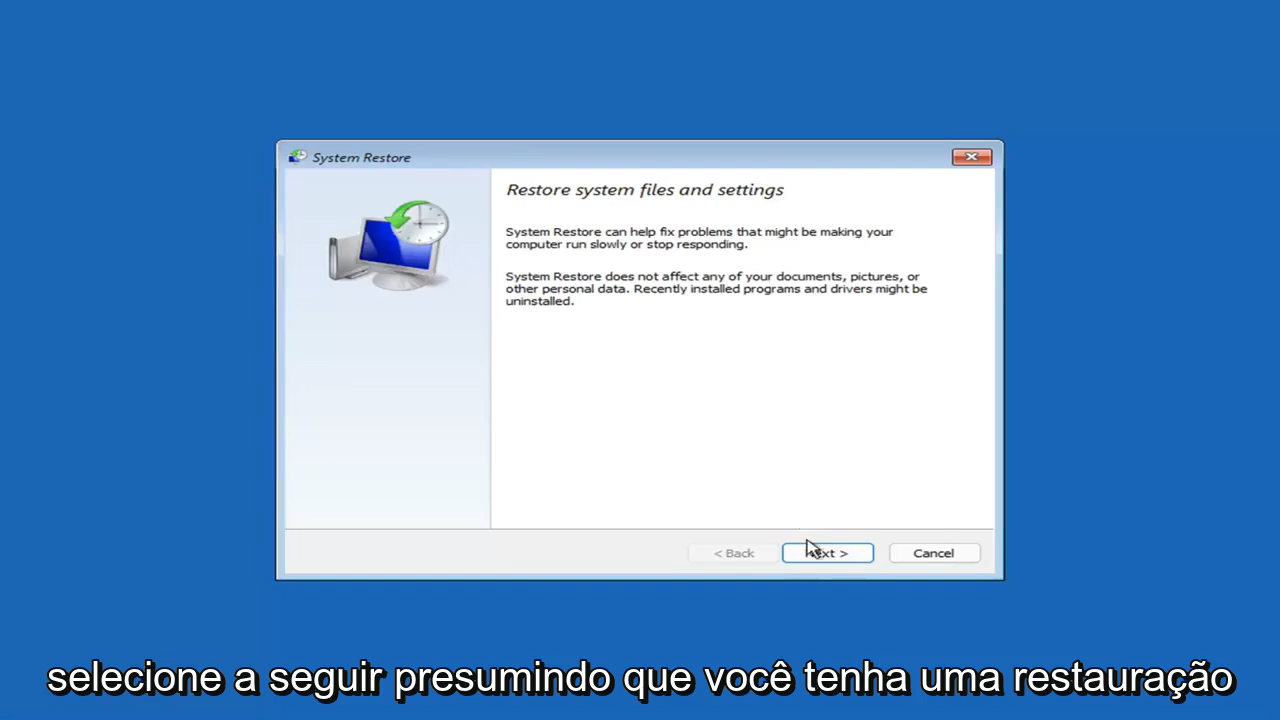 System Restore
Restore system files and settings
System Restore can help fix problems that might be making your
computer run slowly or stop responding.
System Restore does not affect any of your documents, pictures, or
other personal data. Recently installed programs and drivers might be
uninstalled.
< Back
Next >
Cancel
selecione a seguir presumindo que você tenha uma restauração